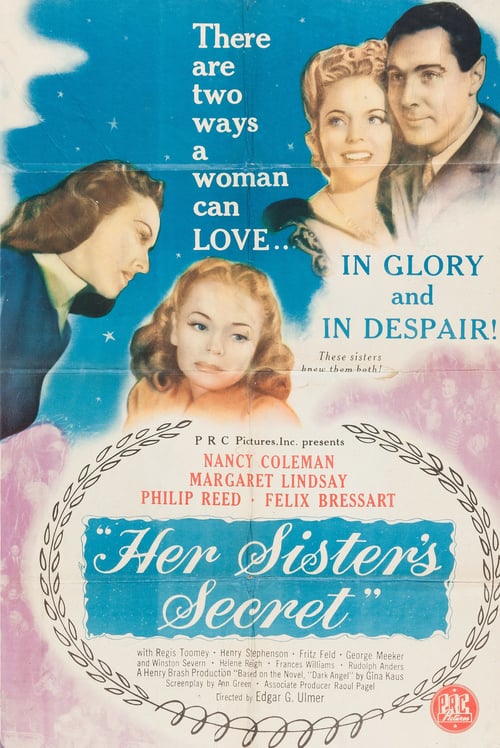 There
are
two
ways
a
woman
can
LOVE...
IN GLORY
and
IN DESPAIR!
These sisters
knew them both!
P R C Pictures, Inc. presents
NANCY COLEMAN
MARGARET LINDSAY
PHILIP REED · FELIX BRESSART
"Her Sister's
Secret"
with Regis Toomey · Henry Stephenson · Fritz Feld · George Meeker
and Winston Severn · Helene Heigh · Frances Williams · Rudolph Anders
A Henry Brash Production "Based on the Novel, "Dark Angel" by Gina Kaus
Screenplay by Ann Green · Associate Producer Raoul Pagel
Directed by Edgar G. Ulmer
PRC
Pictures